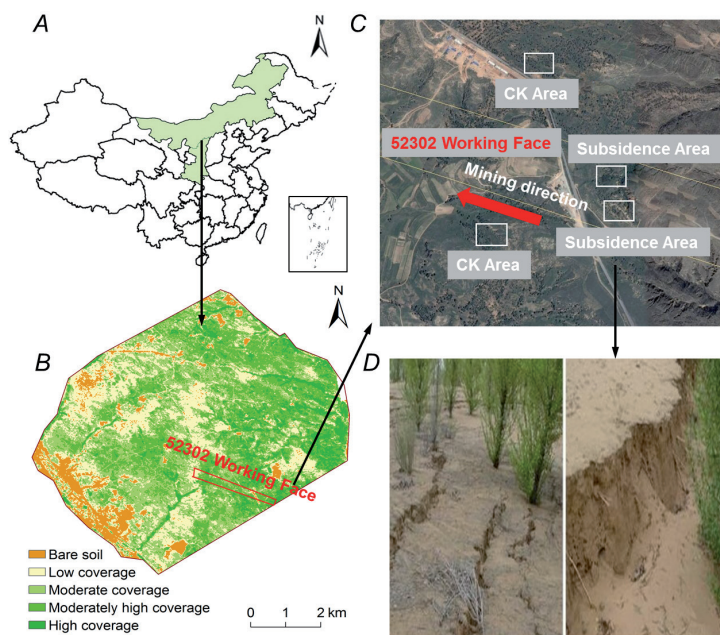 A
N
C
CK Area
52302 Working Face
Subsidence Area
Mining direction
Subsidence Area
CK Area
N
B
52302 Working Face
Bare soil
Low coverage
Moderate coverage
Moderately high coverage
High coverage
0 1 2 km
D